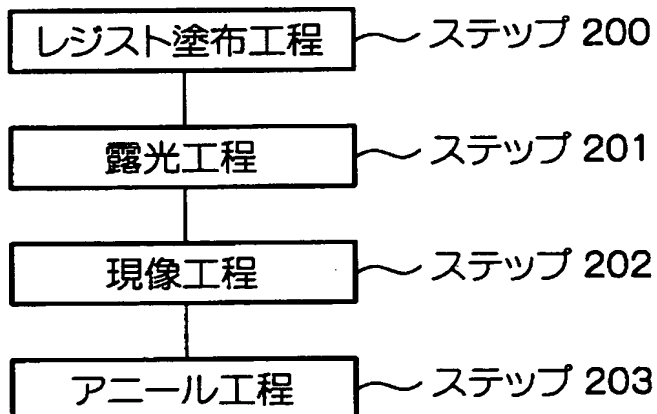 レジスト塗布工程 ステップ 200
露光工程 ステップ 201
現像工程 ステップ 202
アニール工程 ステップ 203